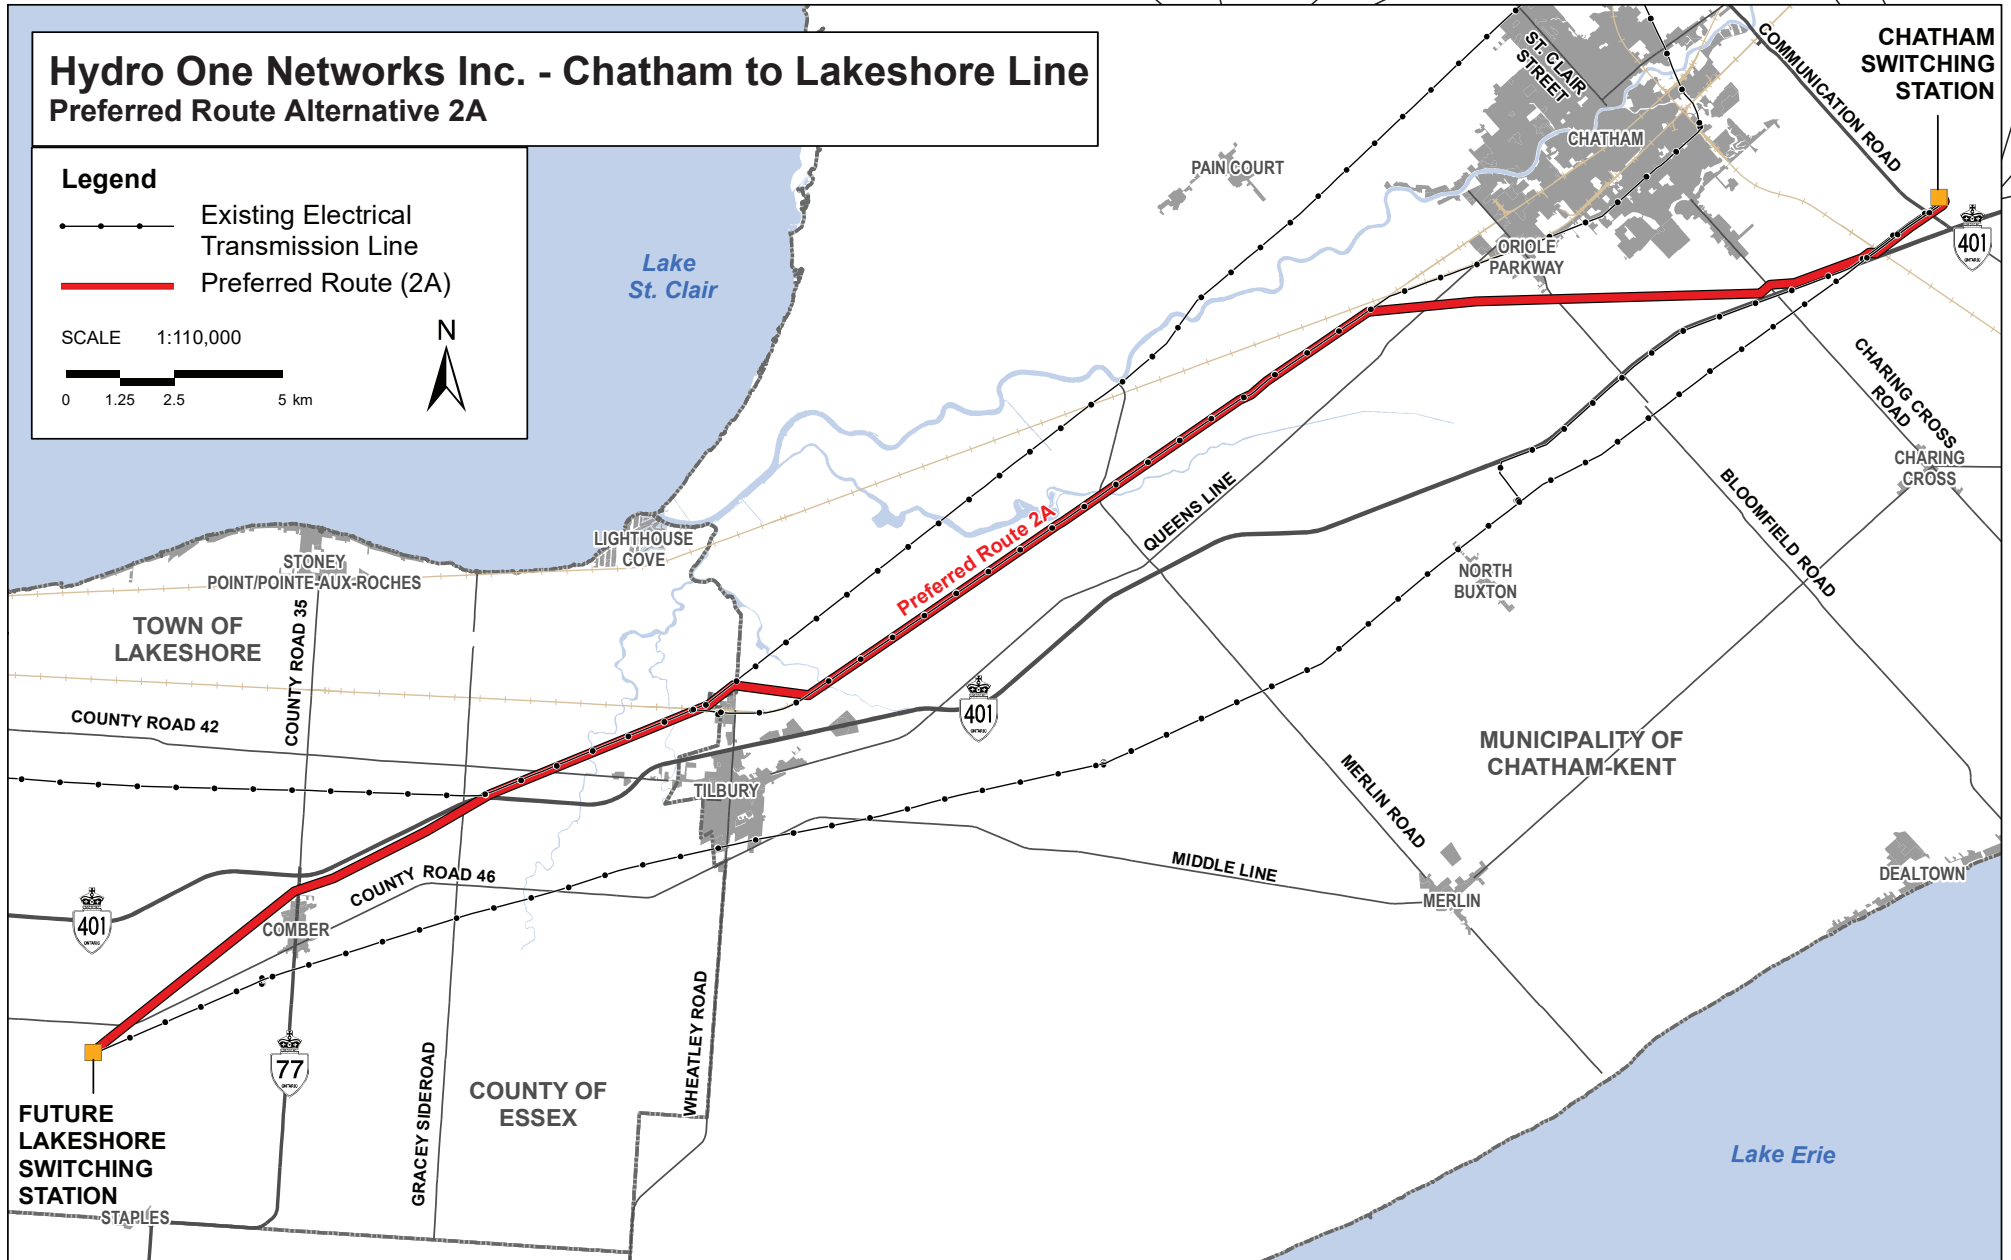 Hydro One Networks Inc. - Chatham to Lakeshore Line
Preferred Route Alternative 2A
Legend
Existing Electrical
Transmission Line
Preferred Route (2A)
SCALE 1:110,000
0 1.25 2.5 5 km
N
Lake
St. Clair
PAIN COURT
ST. CLAIR
STREET
CHATHAM
COMMUNICATION ROAD
CHATHAM
SWITCHING
STATION
401
ONTARIO
ORIOLE
PARKWAY
CHARING CROSS
ROAD
CHARING
CROSS
BLOOMFIELD ROAD
QUEENS LINE
Preferred Route 2A
NORTH
BUXTON
LIGHTHOUSE
COVE
STONEY
POINT/POINTE-AUX-ROCHES
TOWN OF
LAKESHORE
COUNTY ROAD 35
COUNTY ROAD 42
401
ONTARIO
MUNICIPALITY OF
CHATHAM-KENT
TILBURY
MERLIN ROAD
MIDDLE LINE
MERLIN
DEALTOWN
COUNTY ROAD 46
401
ONTARIO
COMBER
WHEATLEY ROAD
77
ONTARIO
GRACEY SIDEROAD
COUNTY OF
ESSEX
FUTURE
LAKESHORE
SWITCHING
STATION
STAPLES
Lake Erie